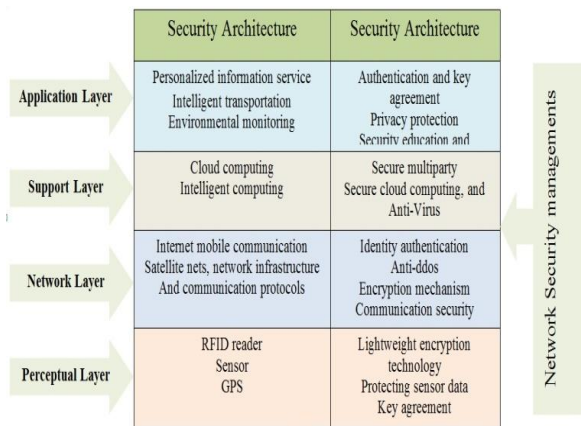 Security Architecture
Security Architecture
Application Layer
Personalized information service
Intelligent transportation
Environmental monitoring
Authentication and key
agreement
Privacy protection
Security education and
Support Layer
Cloud computing
Intelligent computing
Secure multiparty
Secure cloud computing, and
Anti-Virus
Network Layer
Internet mobile communication
Satellite nets, network infrastructure
And communication protocols
Identity authentication
Anti-ddos
Encryption mechanism
Communication security
Perceptual Layer
RFID reader
Sensor
GPS
Lightweight encryption
technology
Protecting sensor data
Key agreement
Network Security managements